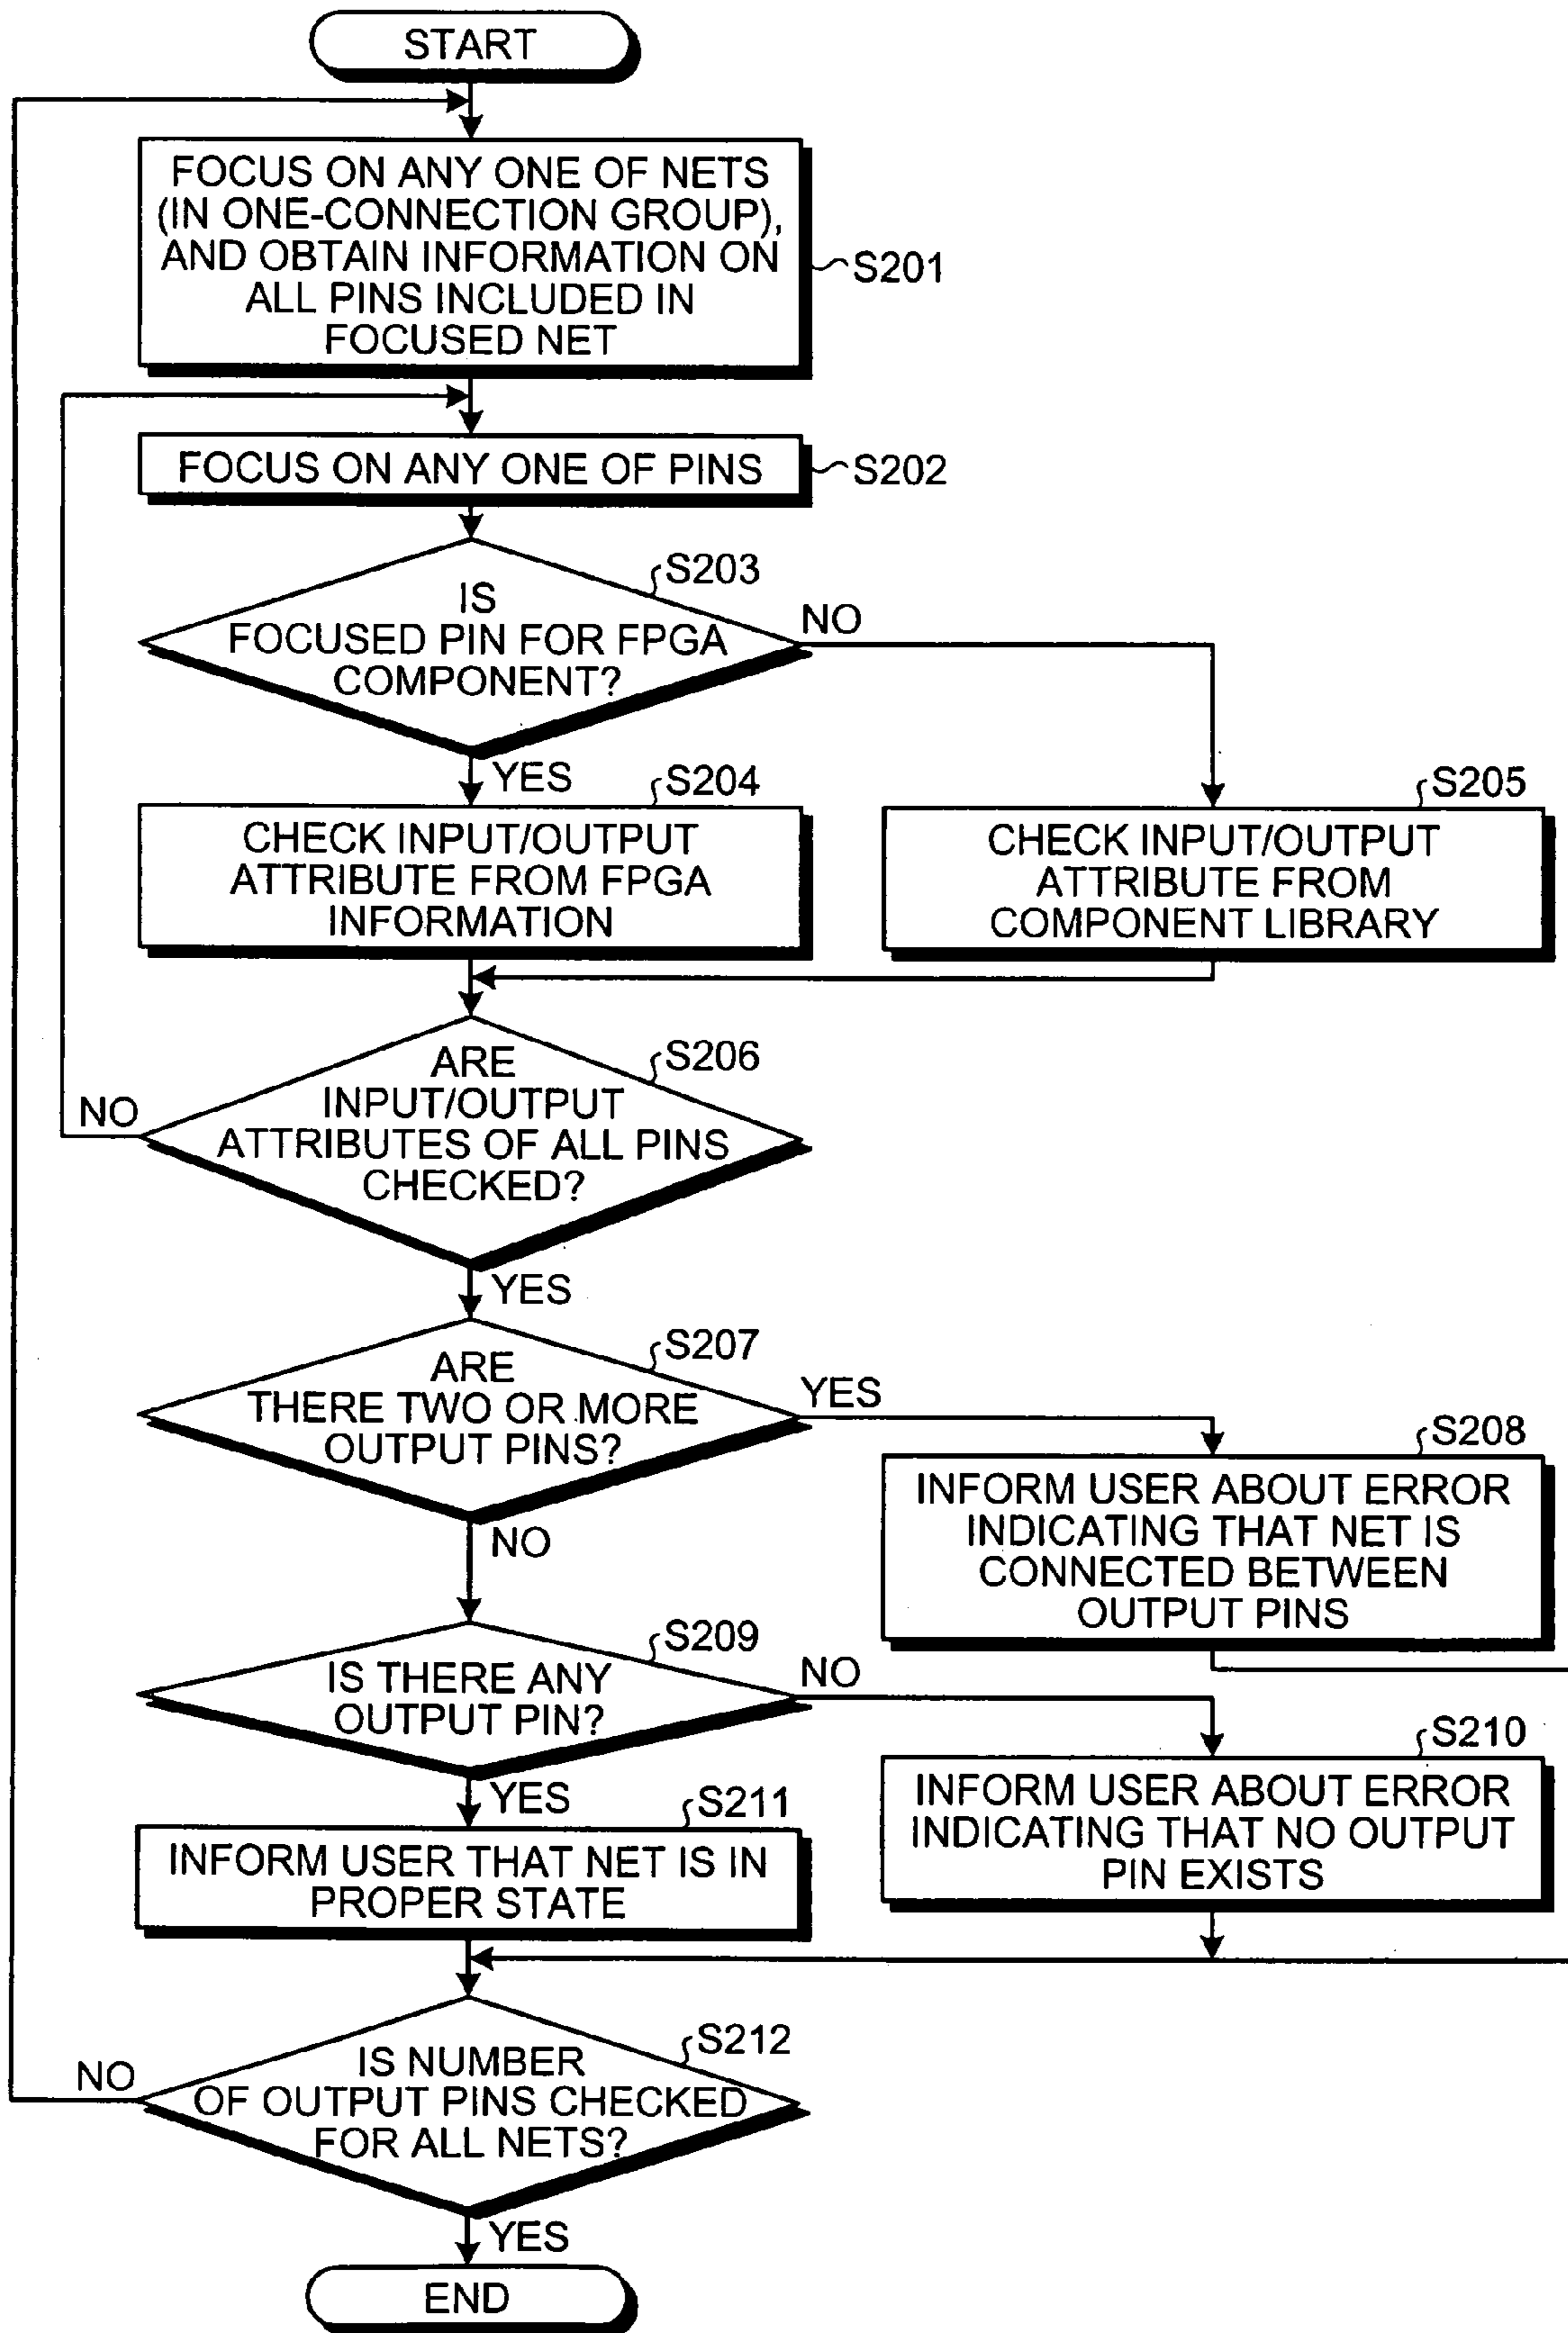 START
FOCUS ON ANY ONE OF NETS
(IN ONE-CONNECTION GROUP),
AND OBTAIN INFORMATION ON
ALL PINS INCLUDED IN
FOCUSED NET
S201
FOCUS ON ANY ONE OF PINS
S202
S203
IS
FOCUSED PIN FOR FPGA
COMPONENT?
NO
YES
S204
CHECK INPUT/OUTPUT
ATTRIBUTE FROM FPGA
INFORMATION
S205
CHECK INPUT/OUTPUT
ATTRIBUTE FROM
COMPONENT LIBRARY
S206
ARE
INPUT/OUTPUT
ATTRIBUTES OF ALL PINS
CHECKED?
NO
YES
S207
ARE
THERE TWO OR MORE
OUTPUT PINS?
YES
NO
S208
INFORM USER ABOUT ERROR
INDICATING THAT NET IS
CONNECTED BETWEEN
OUTPUT PINS
S209
IS THERE ANY
OUTPUT PIN?
NO
YES
S210
INFORM USER ABOUT ERROR
INDICATING THAT NO OUTPUT
PIN EXISTS
S211
INFORM USER THAT NET IS IN
PROPER STATE
S212
IS NUMBER
OF OUTPUT PINS CHECKED
FOR ALL NETS?
NO
YES
END